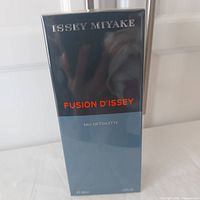 ISSEY MIYAKE
FUSION D'ISSEY
EAU DE TOILETTE